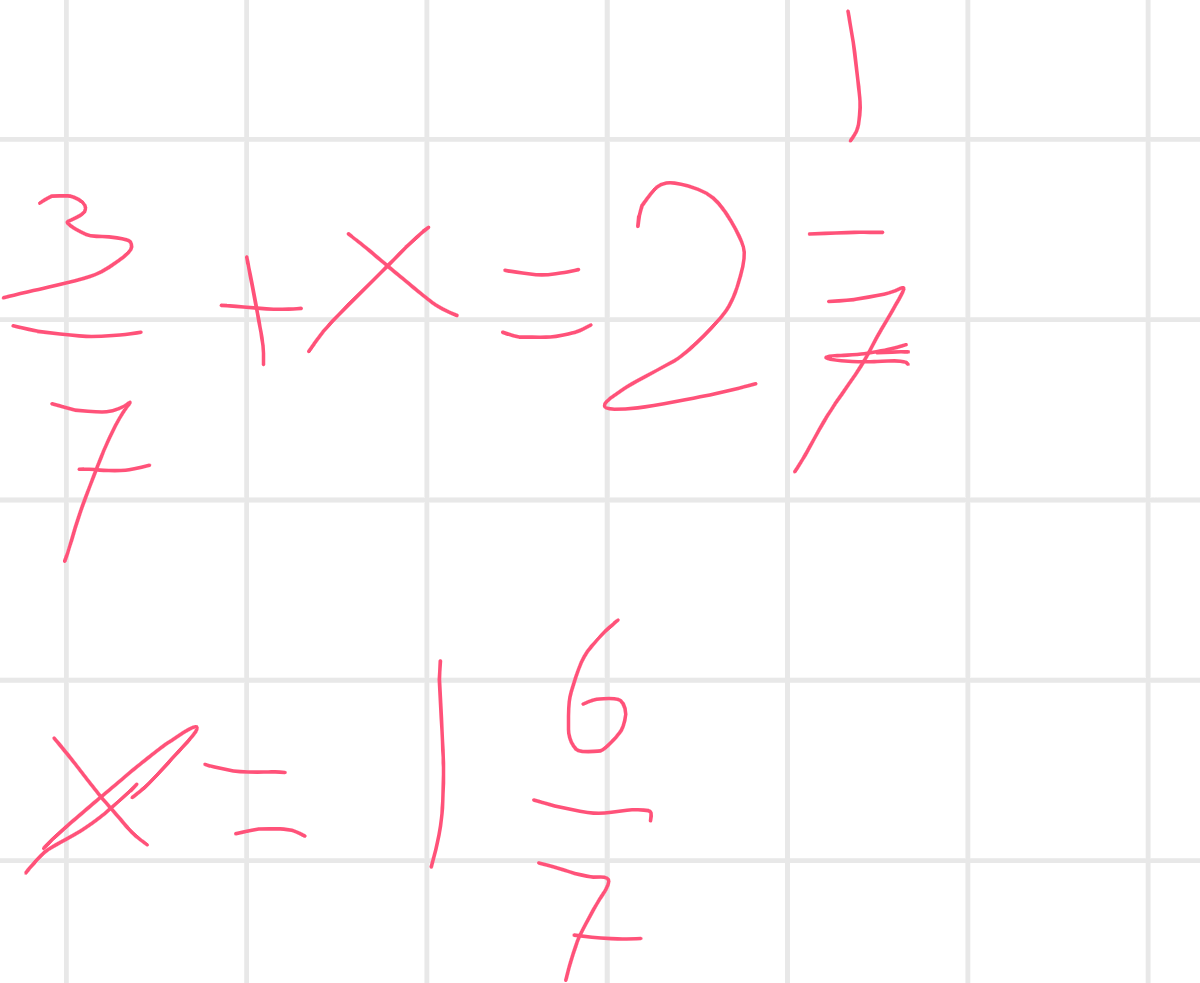 3/7 + x = 2 1/7
x = 1 6/7